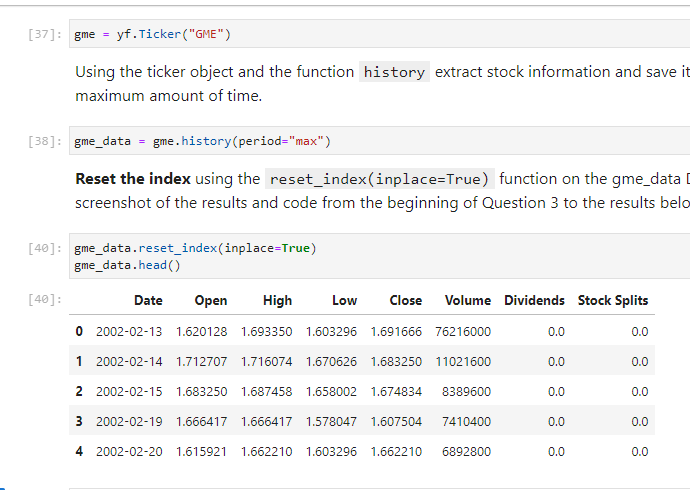 [37]: gme = yf.Ticker("GME")
Using the ticker object and the function history extract stock information and save it
maximum amount of time.
[38]: gme_data = gme.history(period="max")
Reset the index using the reset_index(inplace=True) function on the gme_data D
screenshot of the results and code from the beginning of Question 3 to the results belo
[40]: gme_data.reset_index(inplace=True)
gme_data.head()
[40]: Date Open High Low Close Volume Dividends Stock Splits
0 2002-02-13 1.620128 1.693350 1.603296 1.691666 76216000 0.0 0.0
1 2002-02-14 1.712707 1.716074 1.670626 1.683250 11021600 0.0 0.0
2 2002-02-15 1.683250 1.687458 1.658002 1.674834 8389600 0.0 0.0
3 2002-02-19 1.666417 1.666417 1.578047 1.607504 7410400 0.0 0.0
4 2002-02-20 1.615921 1.662210 1.603296 1.662210 6892800 0.0 0.0